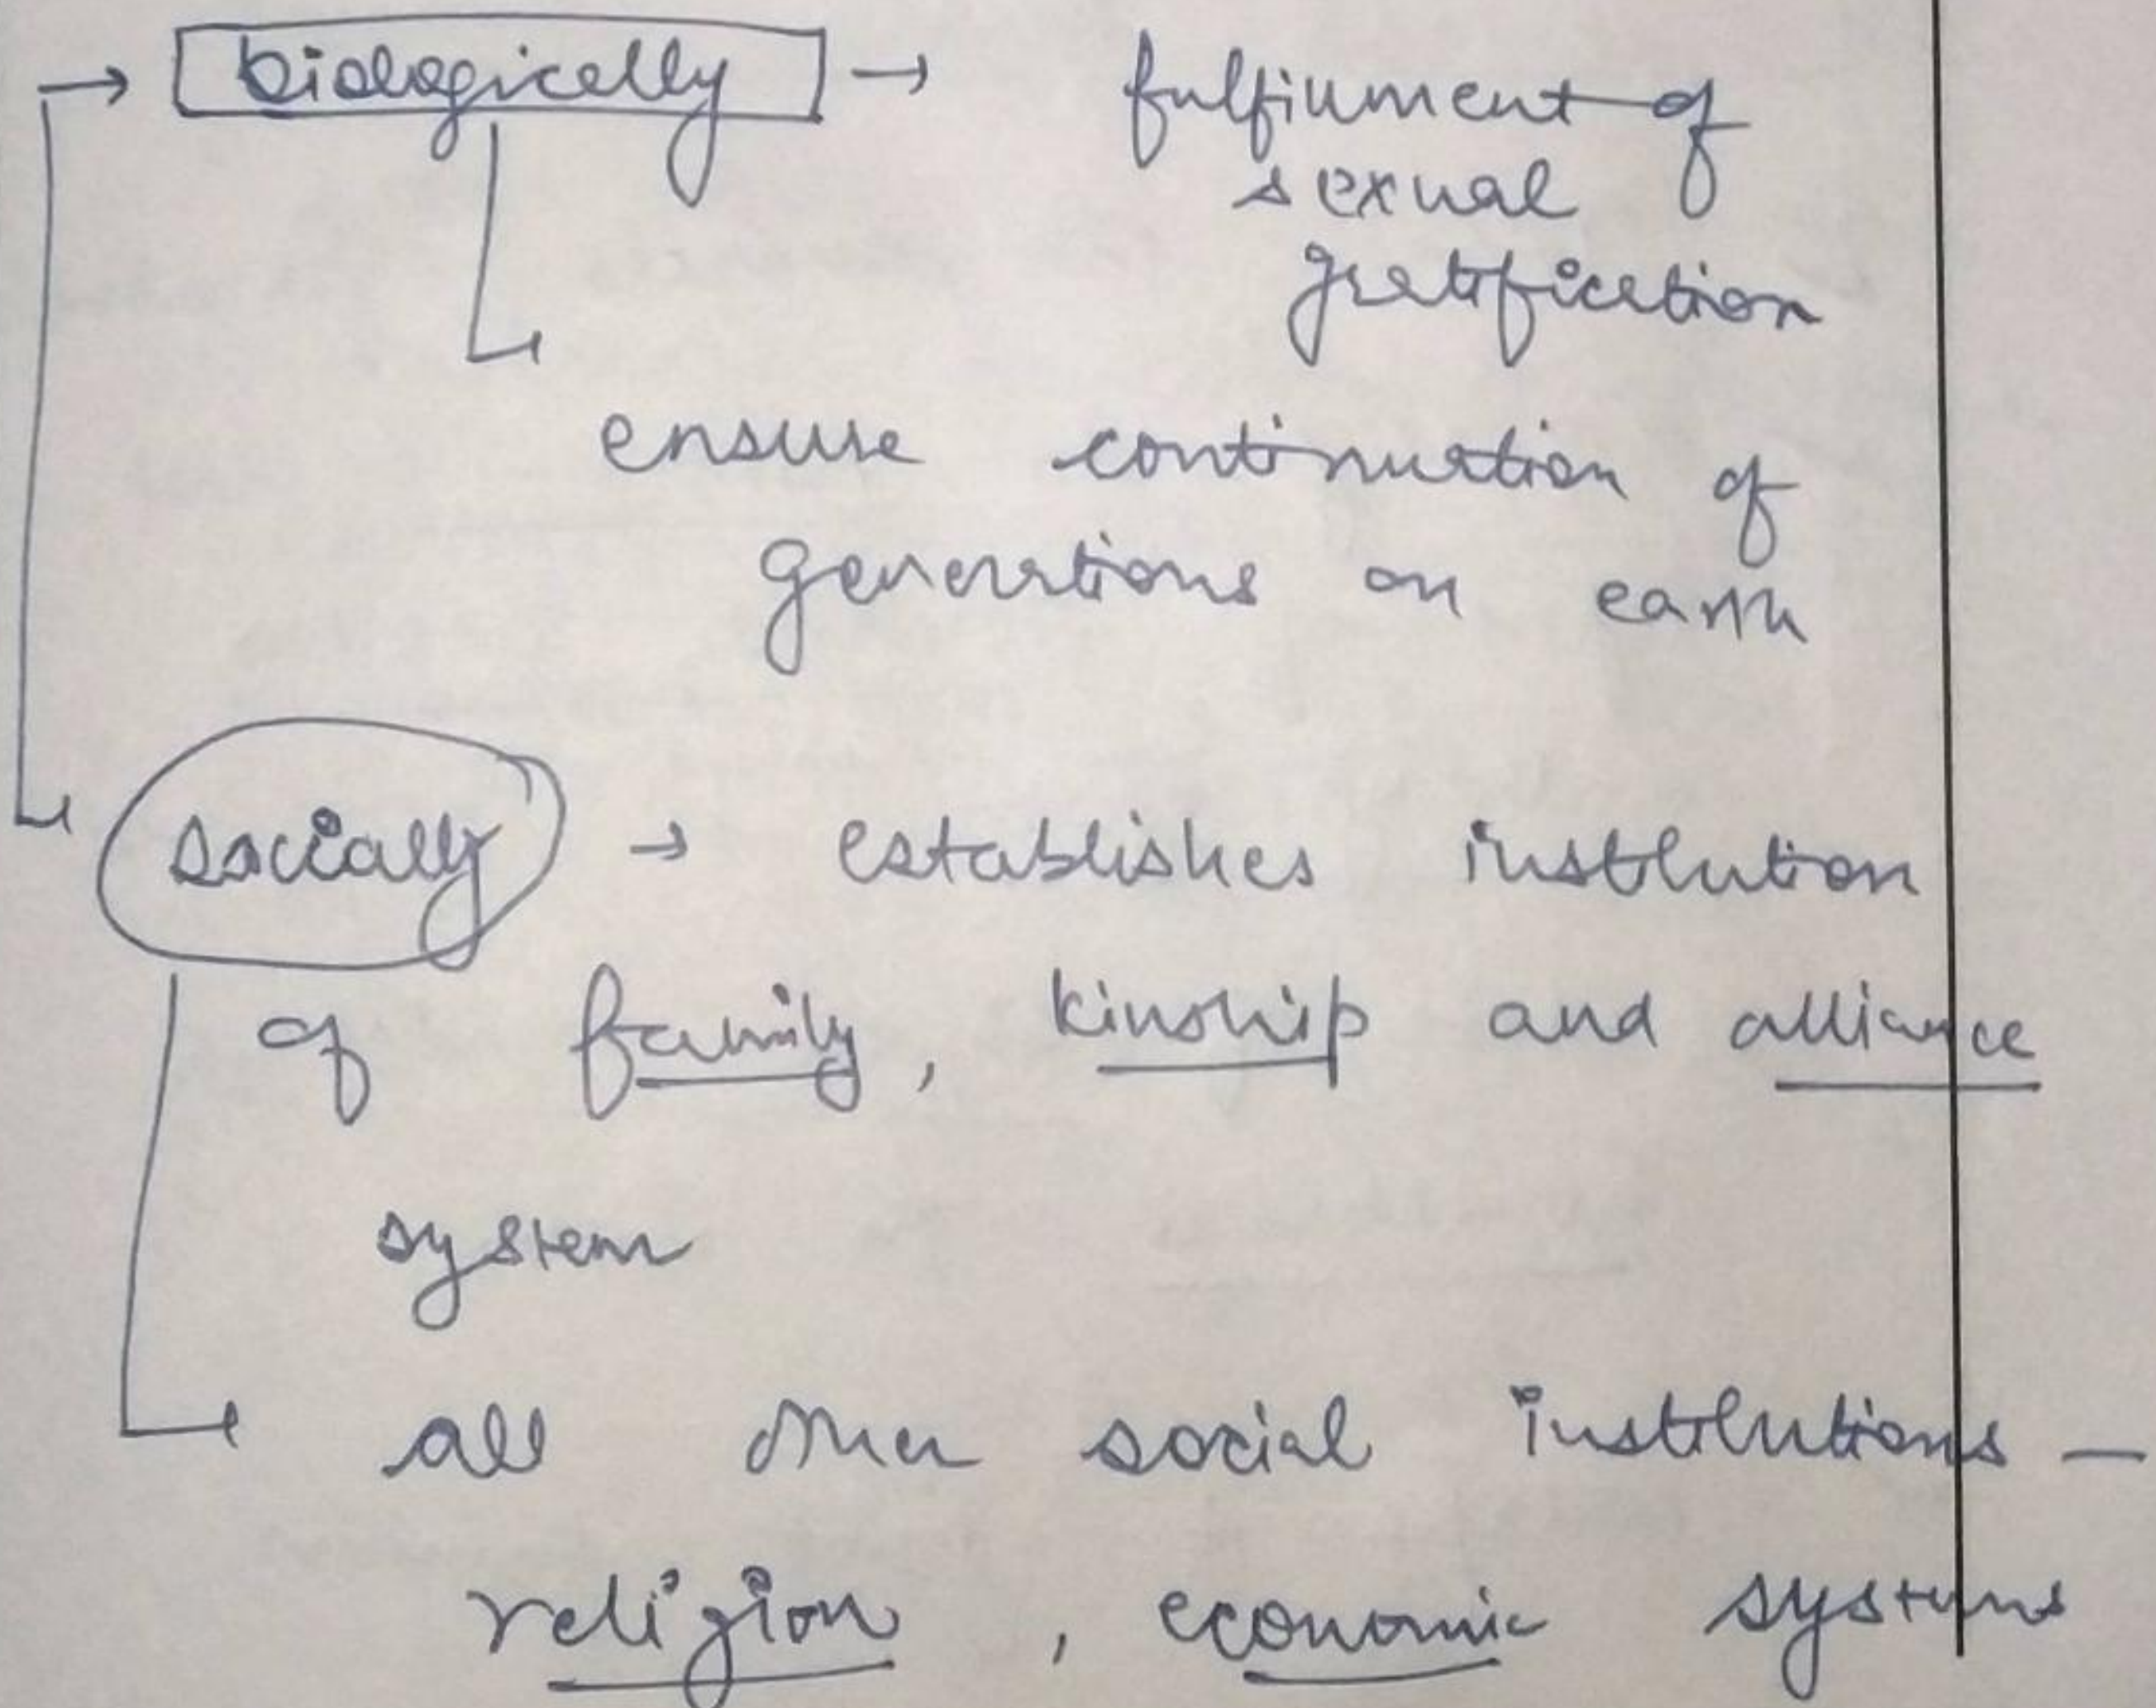 → biologically → fulfillment of
sexual
gratification
ensure continuation of
generations on earth
socially → establishes institution
of family, kinship and alliance
system
all other social institutions —
religion, economic systems